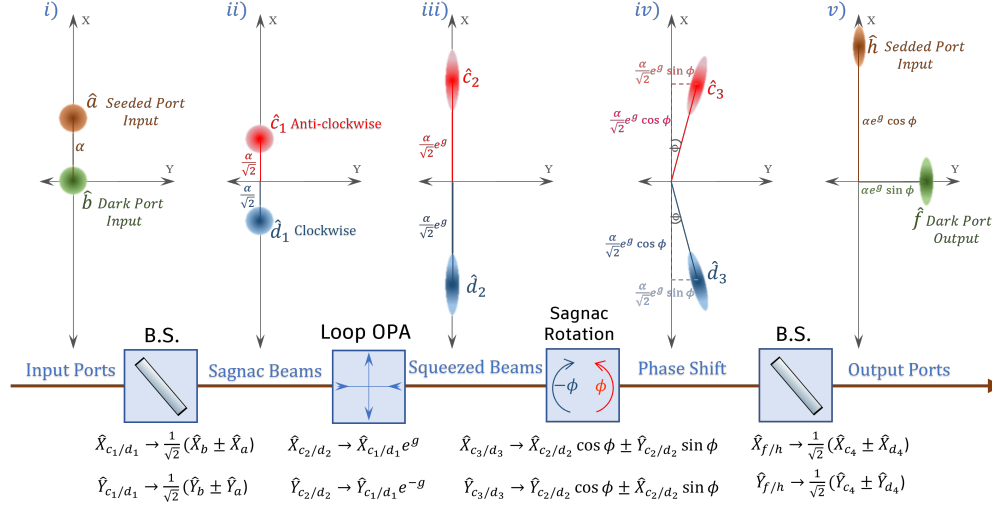 i) ii) iii) iv) v)
X X X X X
ĥ Sedded Port
Input
â Seeded Port
Input
α
Y
b̂ Dark Port
Input
ĉ₁ Anti-clockwise
α/√2
Y
α/√2
d̂₁ Clockwise
ĉ₂
α/√2 e^g
Y
α/√2 e^g
d̂₂
α/√2 e^g sin ϕ
ĉ₃
α/√2 e^g cos ϕ
Φ
Y
Φ
α/√2 e^g cos ϕ
d̂₃
α/√2 e^g sin ϕ
αe^g cos ϕ
Y
αe^g sin ϕ
f̂ Dark Port
Output
B.S. Loop OPA Sagnac
Rotation B.S.
Input Ports Sagnac Beams Squeezed Beams Phase Shift Output Ports
−ϕ ϕ
X̂_{c₁/d₁} → 1/√2 (X̂_b ± X̂_a) X̂_{c₂/d₂} → X̂_{c₁/d₁} e^g X̂_{c₃/d₃} → X̂_{c₂/d₂} cos ϕ ± Ŷ_{c₂/d₂} sin ϕ X̂_{f/h} → 1/√2 (X̂_{c₄} ± X̂_{d₄})
Ŷ_{c₁/d₁} → 1/√2 (Ŷ_b ± Ŷ_a) Ŷ_{c₂/d₂} → Ŷ_{c₁/d₁} e^{−g} Ŷ_{c₃/d₃} → Ŷ_{c₂/d₂} cos ϕ ± X̂_{c₂/d₂} sin ϕ Ŷ_{f/h} → 1/√2 (Ŷ_{c₄} ± Ŷ_{d₄})